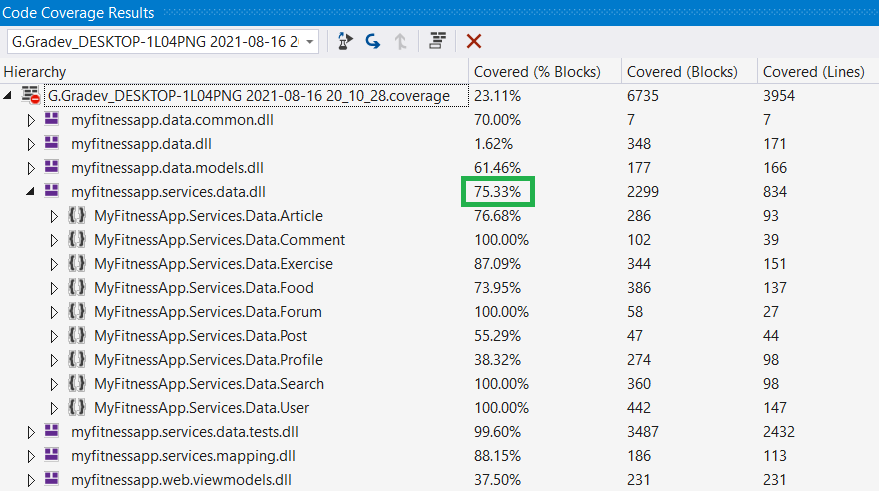 Code Coverage Results
G.Gradev_DESKTOP-1L04PNG 2021-08-16 2
Hierarchy Covered (% Blocks) Covered (Blocks) Covered (Lines)
G.Gradev_DESKTOP-1L04PNG 2021-08-16 20_10_28.coverage 23.11% 6735 3954
myfitnessapp.data.common.dll 70.00% 7 7
myfitnessapp.data.dll 1.62% 348 171
myfitnessapp.data.models.dll 61.46% 177 166
myfitnessapp.services.data.dll 75.33% 2299 834
MyFitnessApp.Services.Data.Article 76.68% 286 93
MyFitnessApp.Services.Data.Comment 100.00% 102 39
MyFitnessApp.Services.Data.Exercise 87.09% 344 151
MyFitnessApp.Services.Data.Food 73.95% 386 137
MyFitnessApp.Services.Data.Forum 100.00% 58 27
MyFitnessApp.Services.Data.Post 55.29% 47 44
MyFitnessApp.Services.Data.Profile 38.32% 274 98
MyFitnessApp.Services.Data.Search 100.00% 360 98
MyFitnessApp.Services.Data.User 100.00% 442 147
myfitnessapp.services.data.tests.dll 99.60% 3487 2432
myfitnessapp.services.mapping.dll 88.15% 186 113
myfitnessapp.web.viewmodels.dll 37.50% 231 231